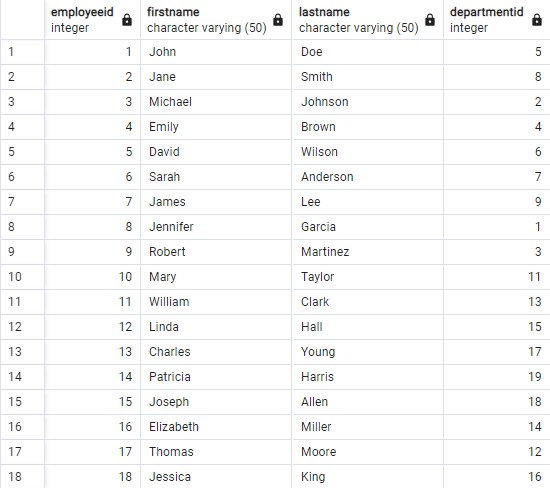 employeeid firstname lastname departmentid
integer character varying (50) character varying (50) integer
1 1 John Doe 5
2 2 Jane Smith 8
3 3 Michael Johnson 2
4 4 Emily Brown 4
5 5 David Wilson 6
6 6 Sarah Anderson 7
7 7 James Lee 9
8 8 Jennifer Garcia 1
9 9 Robert Martinez 3
10 10 Mary Taylor 11
11 11 William Clark 13
12 12 Linda Hall 15
13 13 Charles Young 17
14 14 Patricia Harris 19
15 15 Joseph Allen 18
16 16 Elizabeth Miller 14
17 17 Thomas Moore 12
18 18 Jessica King 16